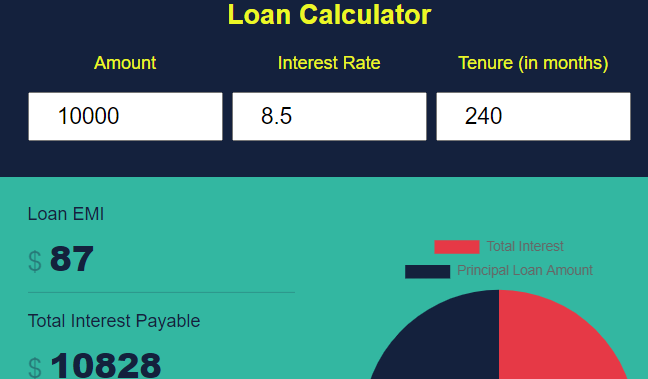 Loan Calculator
Amount
Interest Rate
Tenure (in months)
10000
8.5
240
Loan EMI
$ 87
Total Interest Payable
$ 10828
Total Interest
Principal Loan Amount